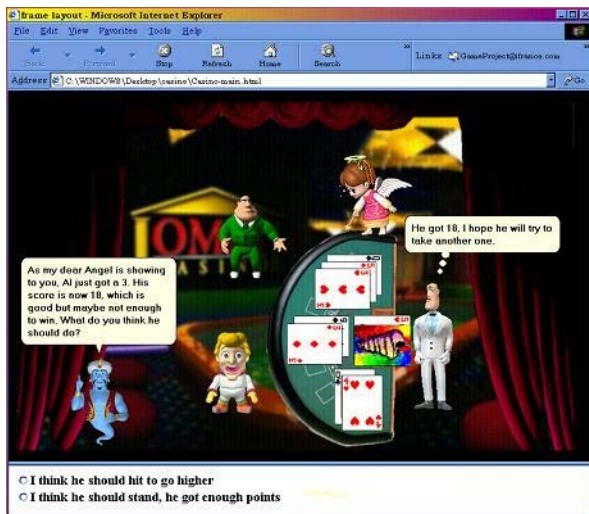 frame layout - Microsoft Internet Explorer
File Edit View Favorites Tools Help
Back Forward Stop Refresh Home Search » Links GameProject@ifrance.com »
Address C:\WINDOWS\Desktop\casino\Casino-main.html Go
OM
CASINO
He got 18, I hope he will try to
take another one.
As my dear Angel is showing
to you, Al just got a 3. His
score is now 18, which is
good but maybe not enough
to win. What do you think he
should do?
I think he should hit to go higher
I think he should stand, he got enough points